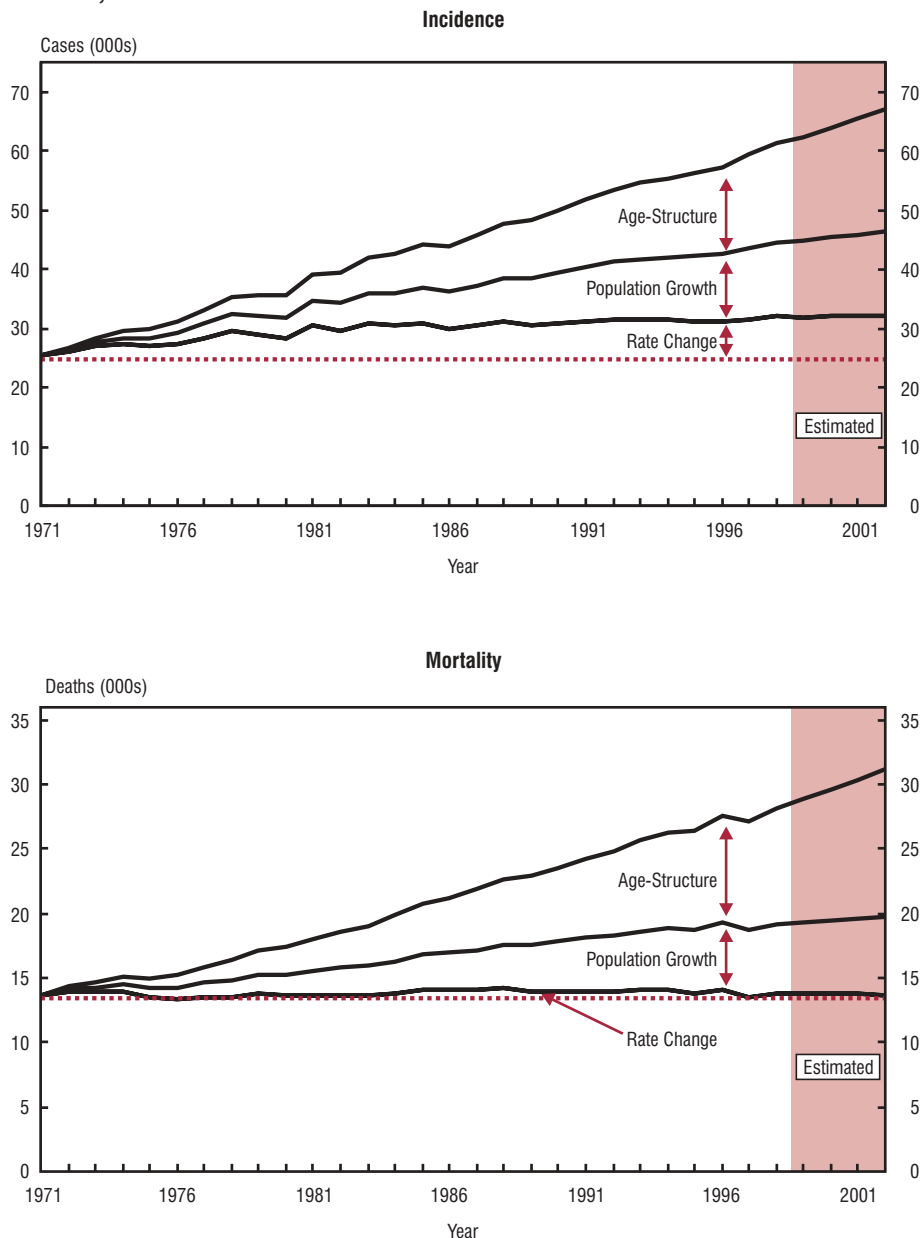 Incidence
Cases (000s)
70 70
60 60
50 50
Age-Structure
40 40
Population Growth
30 30
Rate Change
20 20
Estimated
10 10
0 0
1971 1976 1981 1986 1991 1996 2001
Year
Mortality
Deaths (000s)
35 35
30 30
25 25
Age-Structure
20 20
Population Growth
15 15
Rate Change
10 10
Estimated
5 5
0 0
1971 1976 1981 1986 1991 1996 2001
Year